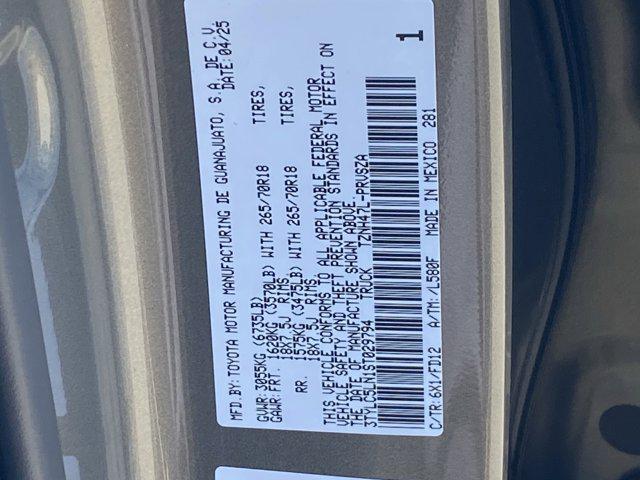 MFD.BY: TOYOTA MOTOR MANUFACTURING DE GUANAJUATO, S.A. DE C.V.
DATE: 04/25
GVWR: 3055KG (6735LB)
GAWR: FRT. 1620KG (3570LB) WITH 265/70R18 TIRES,
18X7.5J RIMS
RR. 1575KG (3475LB) WITH 265/70R18 TIRES,
18X7.5J RIMS
THIS VEHICLE CONFORMS TO ALL APPLICABLE FEDERAL MOTOR
VEHICLE SAFETY AND THEFT PREVENTION STANDARDS IN EFFECT ON
THE DATE OF MANUFACTURE SHOWN ABOVE.
3TYLC5LN1ST029794 TRUCK TZNH47L-PRVSZA
C/TR: 6X1/FD12 A/TM: /L580F MADE IN MEXICO 281
1